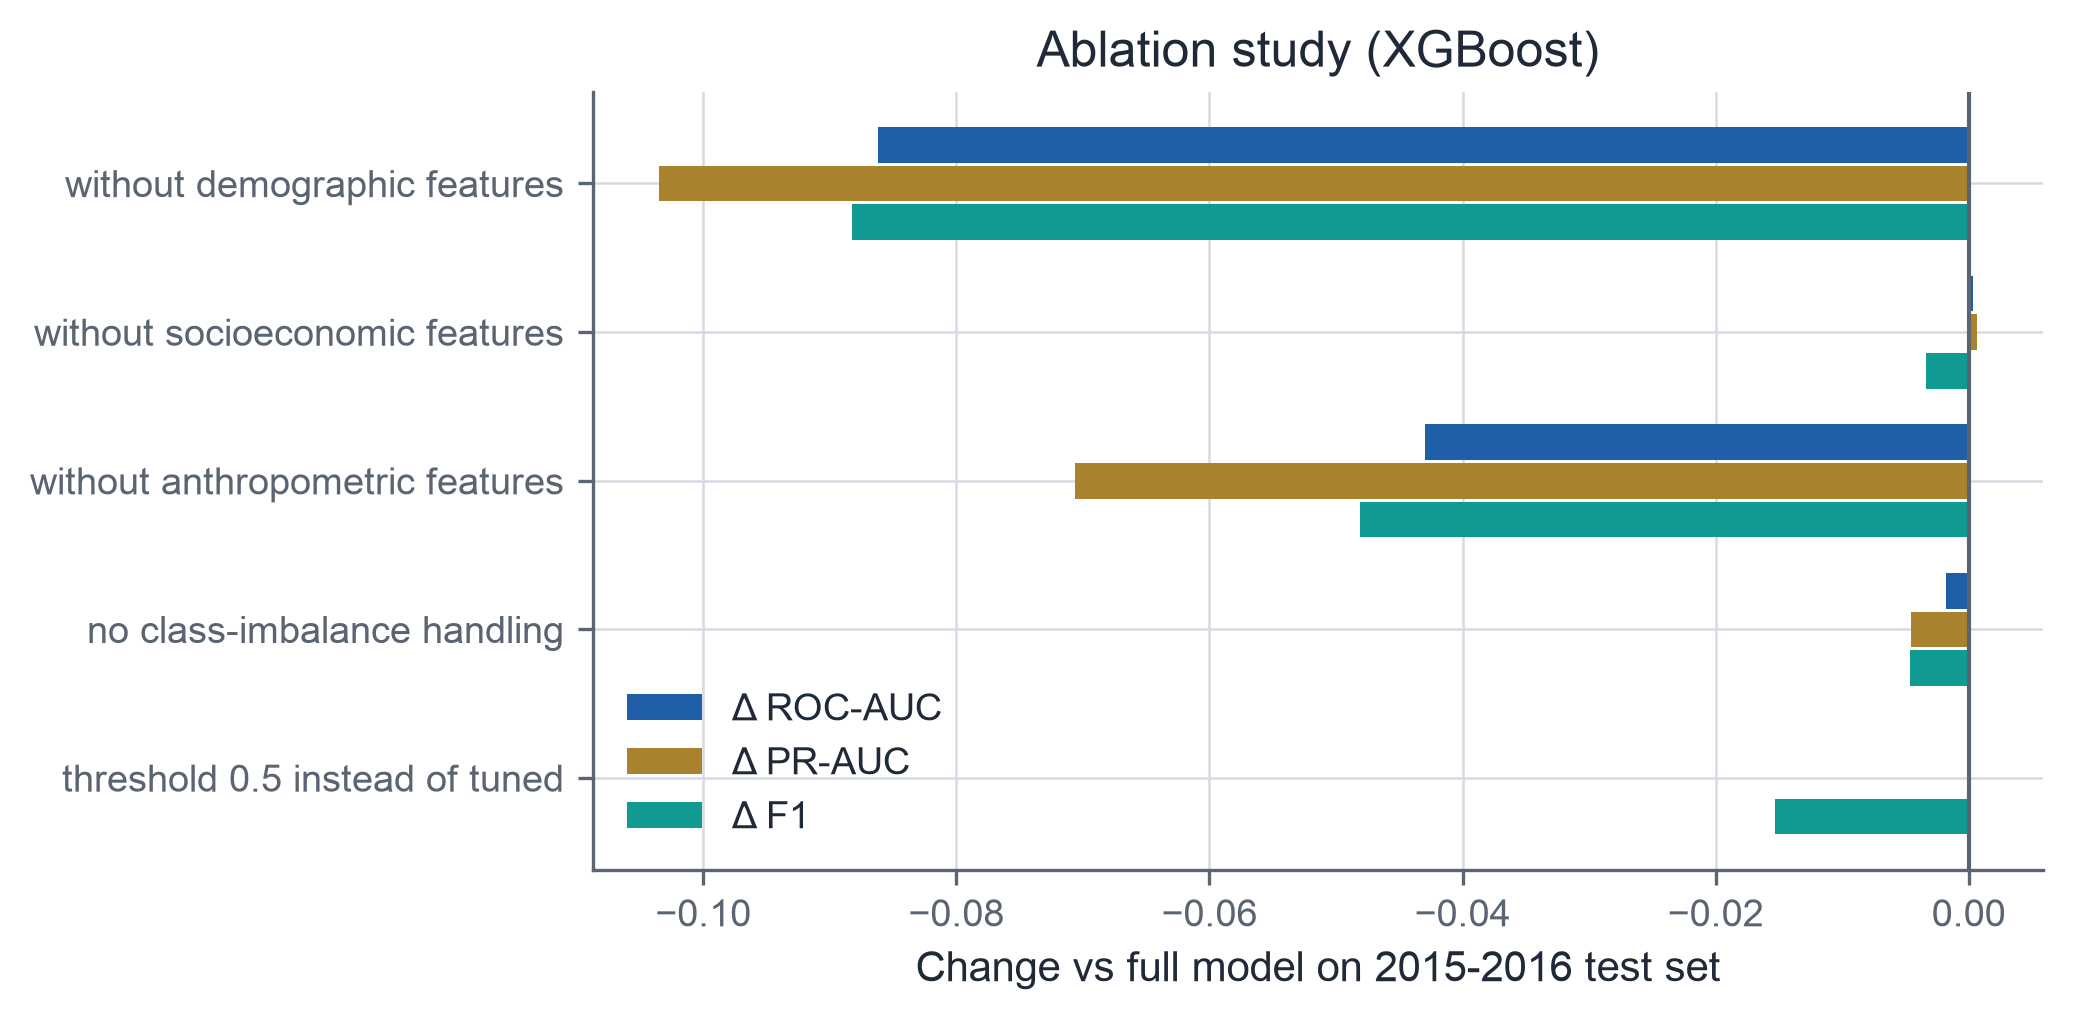 Ablation study (XGBoost)
without demographic features
without socioeconomic features
without anthropometric features
no class-imbalance handling
threshold 0.5 instead of tuned
Δ ROC-AUC
Δ PR-AUC
Δ F1
−0.10 −0.08 −0.06 −0.04 −0.02 0.00
Change vs full model on 2015-2016 test set